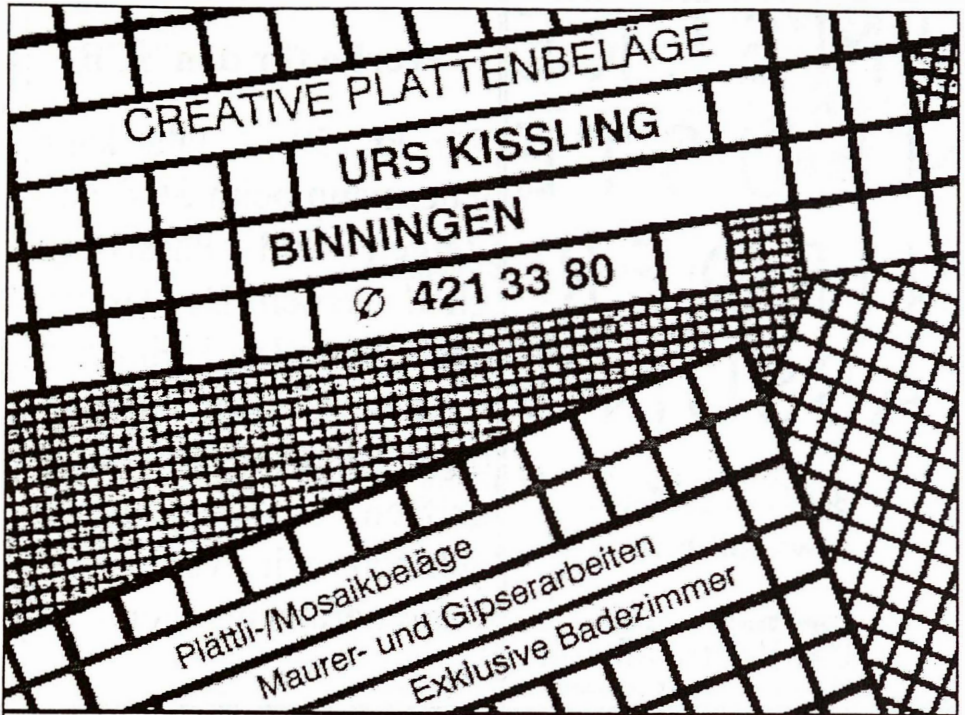 CREATIVE PLATTENBELÄGE
URS KISSLING
BINNINGEN
✆ 421 33 80
Plättli-/Mosaikbeläge
Maurer- und Gipserarbeiten
Exklusive Badezimmer